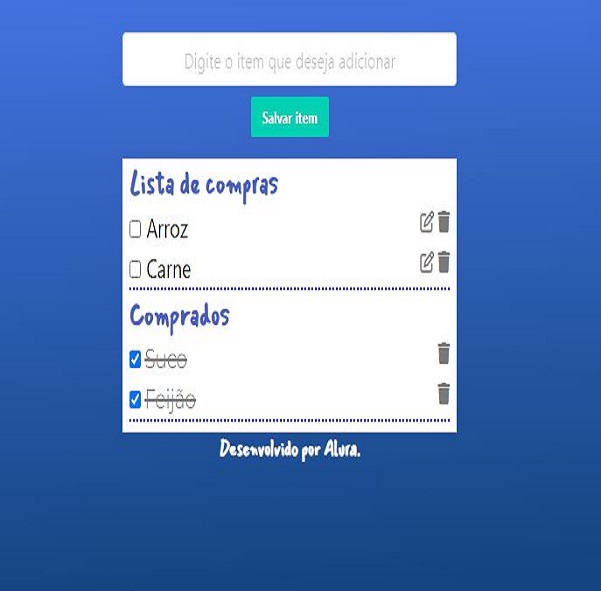 Digite o item que deseja adicionar
Salvar item
Lista de compras
Arroz
Carne
Comprados
Suco
Feijão
Desenvolvido por Alura.